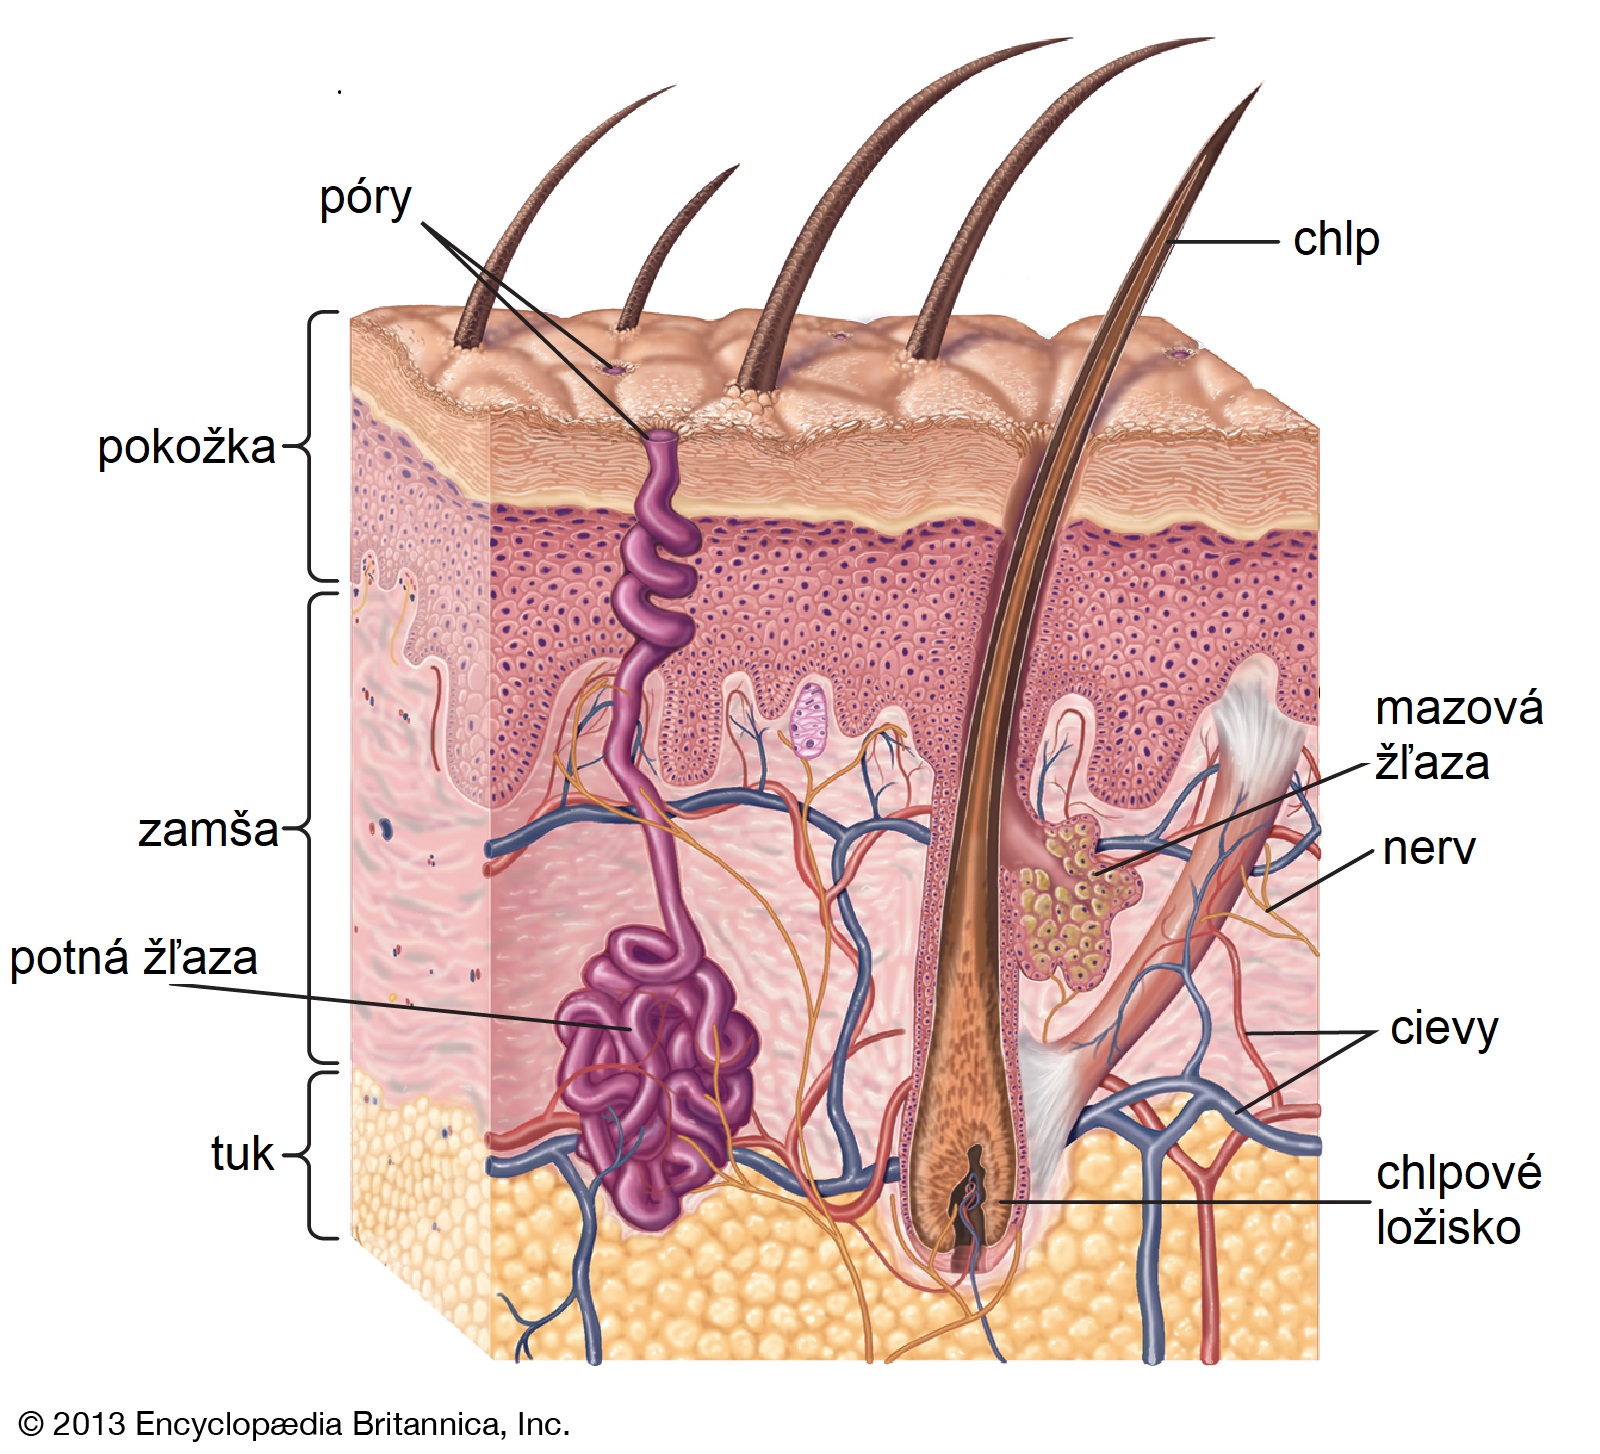 póry
chlp
pokožka
mazová
žľaza
zamša
nerv
potná žľaza
cievy
tuk
chlpové
ložisko
© 2013 Encyclopædia Britannica, Inc.